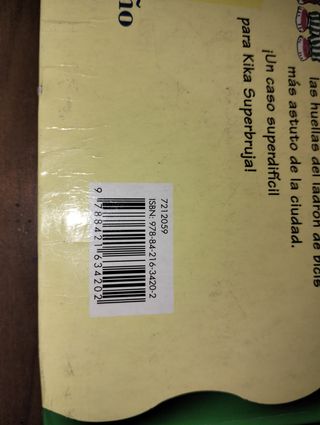 las huellas del ladrón de bicis
más astuto de la ciudad.
¡Un caso superdifícil
para Kika Superbruja!
ño
7212059
ISBN: 978-84-216-3420-2
9 788421 634202